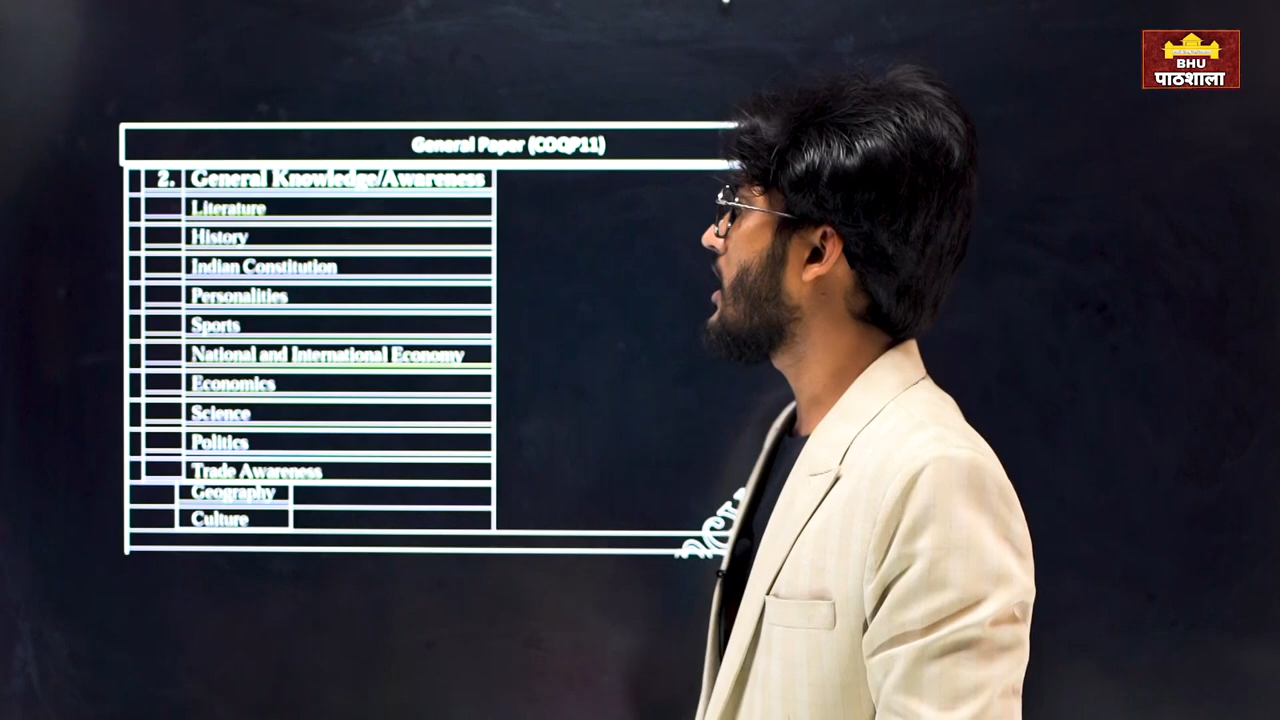 BHU
पाठशाला
General Paper (COQP11)
2. General Knowledge/Awareness
Literature
History
Indian Constitution
Personalities
Sports
National and International Economy
Economics
Science
Politics
Trade Awareness
Geography
Culture